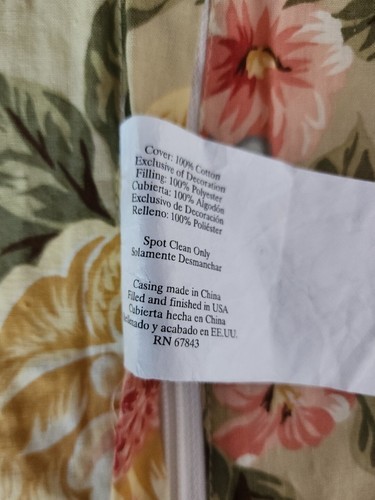 Cover: 100% Cotton
Exclusive of Decoration
Filling: 100% Polyester
Cubierta: 100% Algodón
Exclusivo de Decoración
Relleno: 100% Poliéster
Spot Clean Only
Solamente Desmanchar
Casing made in China
Filed and finished in USA
Cubierta hecha en China
y acabado en EE.UU.
RN 67843